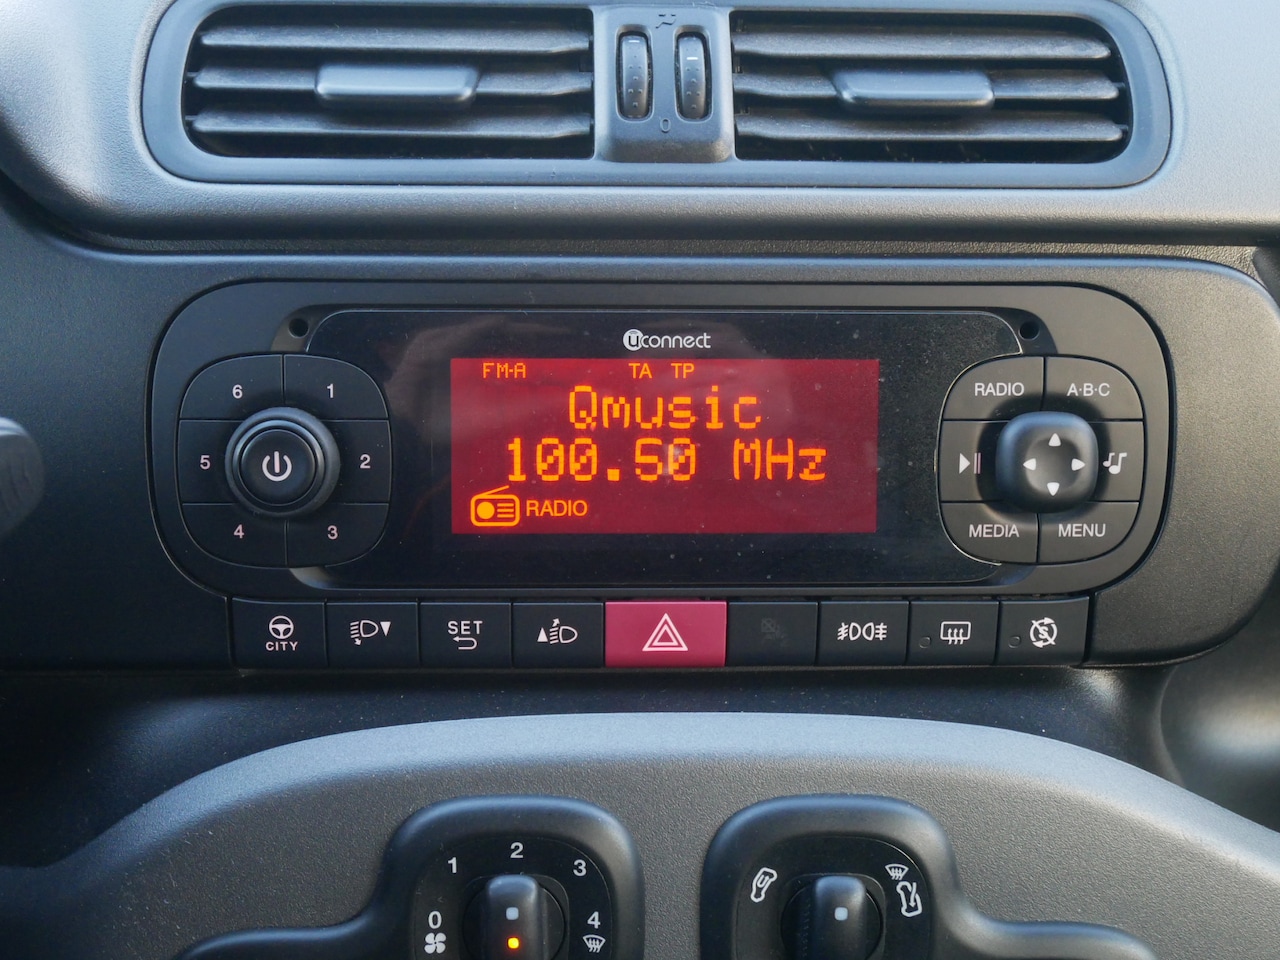 0
uconnect
FM-A TA TP
Qmusic
100.50 MHz
RADIO
6 1
5 2
4 3
RADIO A·B·C
MEDIA MENU
CITY
SET
0 1 2 3 4